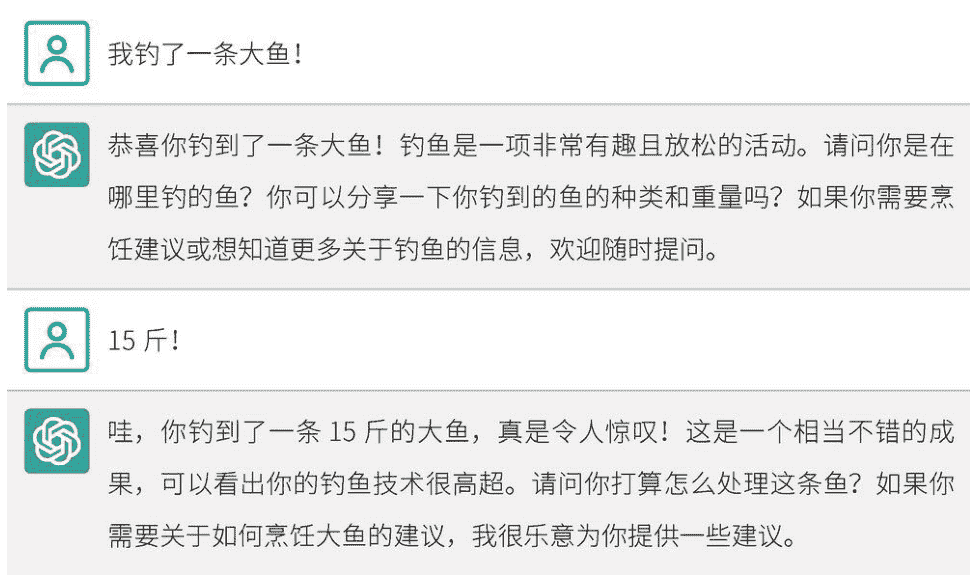 我钓了一条大鱼！
恭喜你钓到了一条大鱼！钓鱼是一项非常有趣且放松的活动。请问你是在
哪里钓的鱼？你可以分享一下你钓到的鱼的种类和重量吗？如果你需要烹
饪建议或想知道更多关于钓鱼的信息，欢迎随时提问。
15 斤！
哇，你钓到了一条 15 斤的大鱼，真是令人惊叹！这是一个相当不错的成
果，可以看出你的钓鱼技术很高超。请问你打算怎么处理这条鱼？如果你
需要关于如何烹饪大鱼的建议，我很乐意为你提供一些建议。